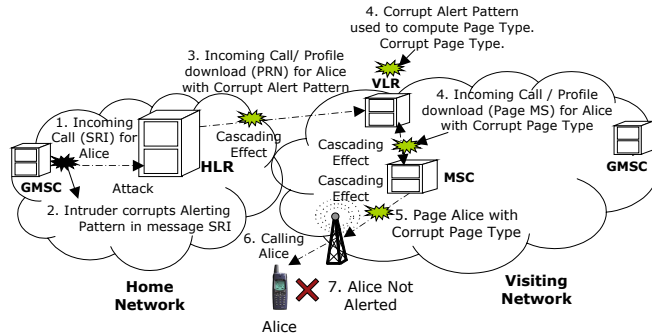 4. Corrupt Alert Pattern
used to compute Page Type.
Corrupt Page Type.
3. Incoming Call/ Profile
download (PRN) for Alice
with Corrupt Alert Pattern
VLR
4. Incoming Call / Profile
download (Page MS) for Alice
with Corrupt Page Type
1. Incoming
Call (SRI) for
Alice
Cascading
Effect
HLR
GMSC
Attack
Cascading
Effect
MSC
GMSC
Cascading
Effect
2. Intruder corrupts Alerting
Pattern in message SRI
5. Page Alice with
Corrupt Page Type
6. Calling
Alice
Home
Network
7. Alice Not
Alerted
Visiting
Network
Alice